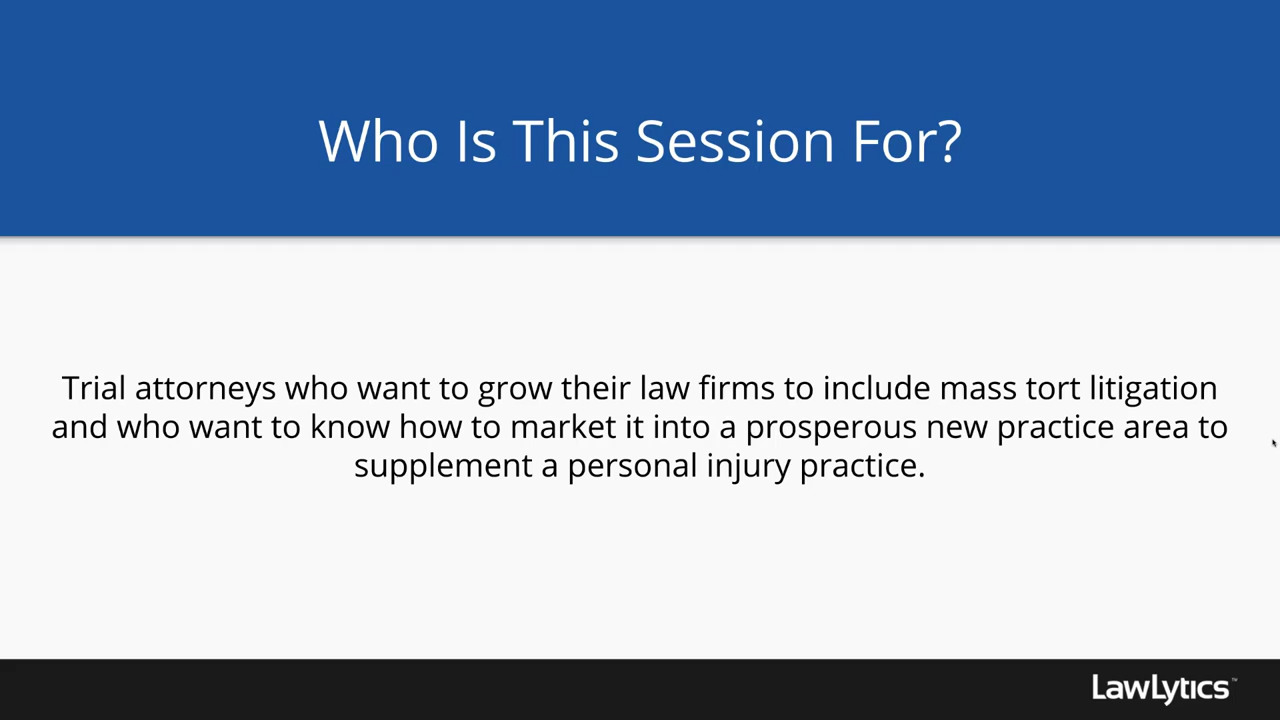 Who Is This Session For?
Trial attorneys who want to grow their law firms to include mass tort litigation
and who want to know how to market it into a prosperous new practice area to
supplement a personal injury practice.
LawLytics™